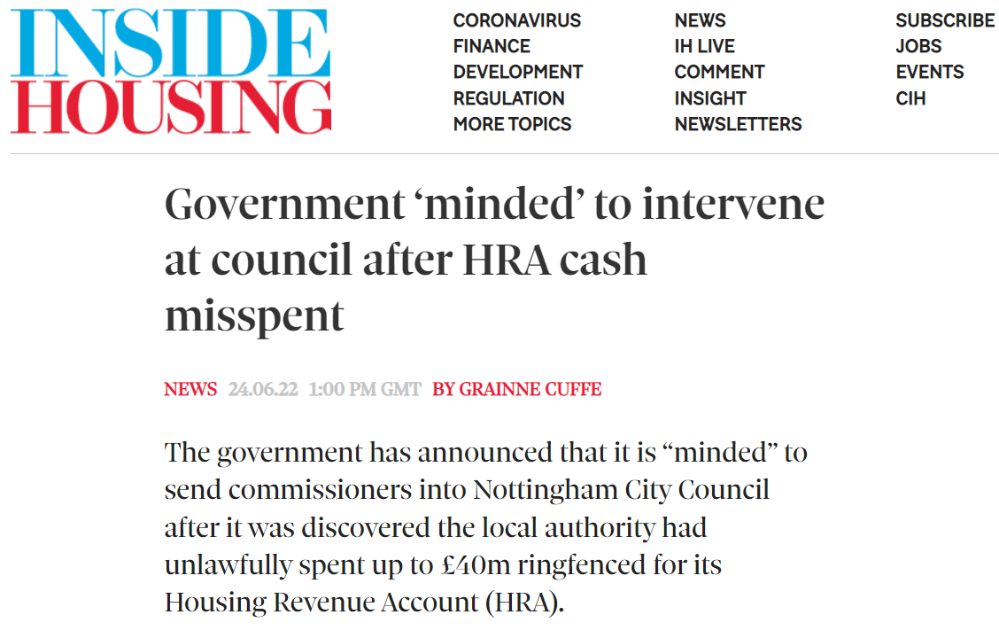 INSIDE
HOUSING
CORONAVIRUS
FINANCE
DEVELOPMENT
REGULATION
MORE TOPICS
NEWS
IH LIVE
COMMENT
INSIGHT
NEWSLETTERS
SUBSCRIBE
JOBS
EVENTS
CIH
Government ‘minded’ to intervene
at council after HRA cash
misspent
NEWS 24.06.22 1:00 PM GMT BY GRAINNE CUFFE
The government has announced that it is “minded” to
send commissioners into Nottingham City Council
after it was discovered the local authority had
unlawfully spent up to £40m ringfenced for its
Housing Revenue Account (HRA).